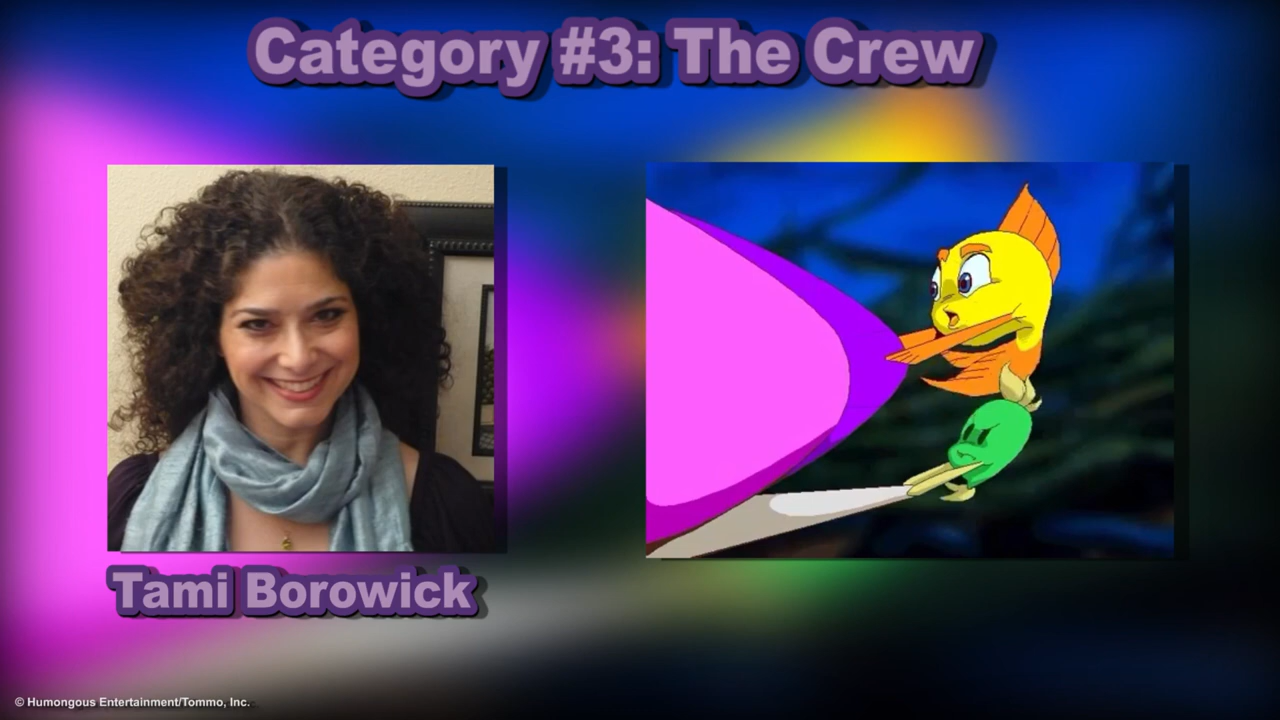 Category #3: The Crew
Tami Borowick
© Humongous Entertainment/Tommo, Inc.